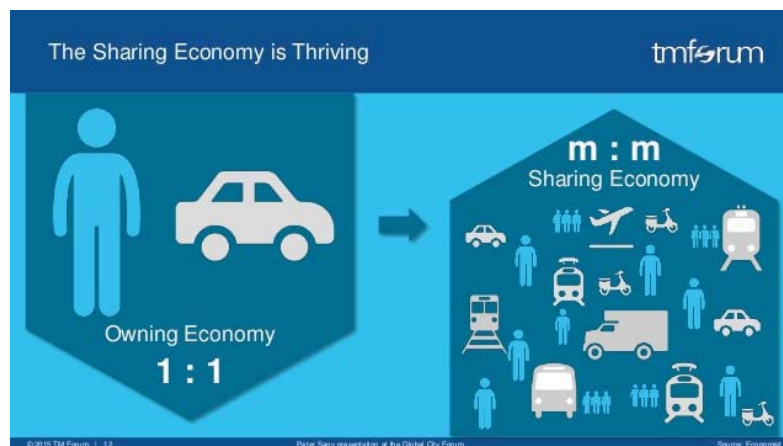 The Sharing Economy is Thriving
tmforum
Owning Economy
1 : 1
m : m
Sharing Economy
© 2015 TM Forum | 12
Peter Sany presentation at the Global City Forum
Source: Economist